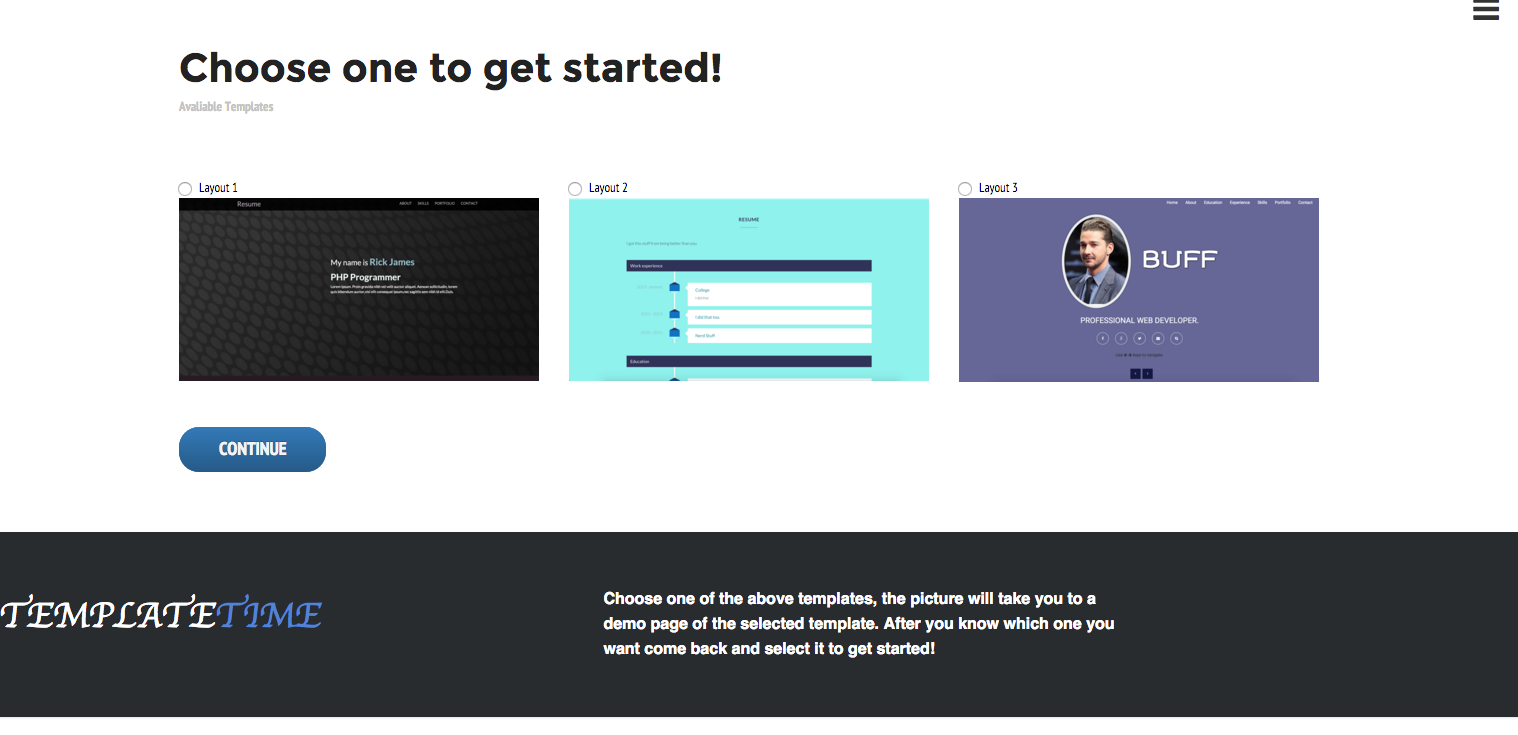 Choose one to get started!
Avaliable Templates
Layout 1
Layout 2
Layout 3
Resume
ABOUT SKILLS PORTFOLIO CONTACT
My name is Rick James
PHP Programmer
RESUME
Work experience
College
I did that too.
Nerd Stuff
Education
Home About Education Experience Skills Portfolio Contact
BUFF
PROFESSIONAL WEB DEVELOPER.
CONTINUE
TEMPLATETIME
Choose one of the above templates, the picture will take you to a
demo page of the selected template. After you know which one you
want come back and select it to get started!